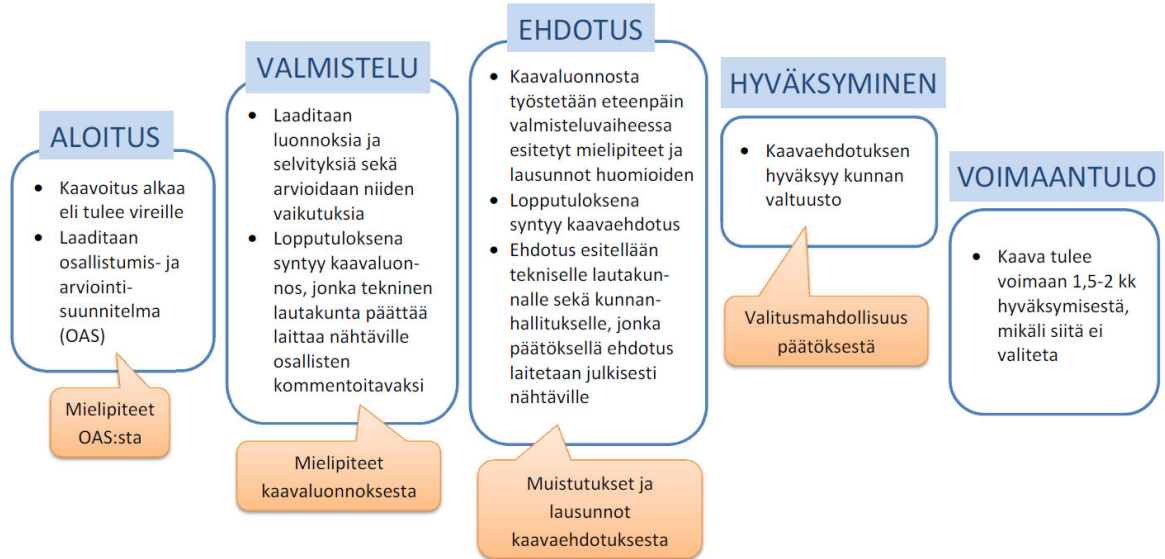 ALOITUS
• Kaavoitus alkaa
eli tulee vireille
• Laaditaan
osallistumis- ja
arviointi-
suunnitelma
(OAS)
Mielipiteet
OAS:sta
VALMISTELU
• Laaditaan
luonnoksia ja
selvityksiä sekä
arvioidaan niiden
vaikutuksia
• Lopputuloksena
syntyy kaavaluon-
nos, jonka tekninen
lautakunta päättää
laittaa nähtäville
osallisten
kommentoitavaksi
Mielipiteet
kaavaluonnoksesta
EHDOTUS
• Kaavaluonnosta
työstetään eteenpäin
valmisteluvaiheessa
esitetyt mielipiteet ja
lausunnot huomioiden
• Lopputuloksena
syntyy kaavaehdotus
• Ehdotus esitellään
tekniselle lautakun-
nalle sekä kunnan-
hallitukselle, jonka
päätöksellä ehdotus
laitetaan julkisesti
nähtäville
Muistutukset ja
lausunnot
kaavaehdotuksesta
HYVÄKSYMINEN
• Kaavaehdotuksen
hyväksyy kunnan
valtuusto
Valitusmahdollisuus
päätöksestä
VOIMAANTULO
• Kaava tulee
voimaan 1,5-2 kk
hyväksymisestä,
mikäli siitä ei
valiteta